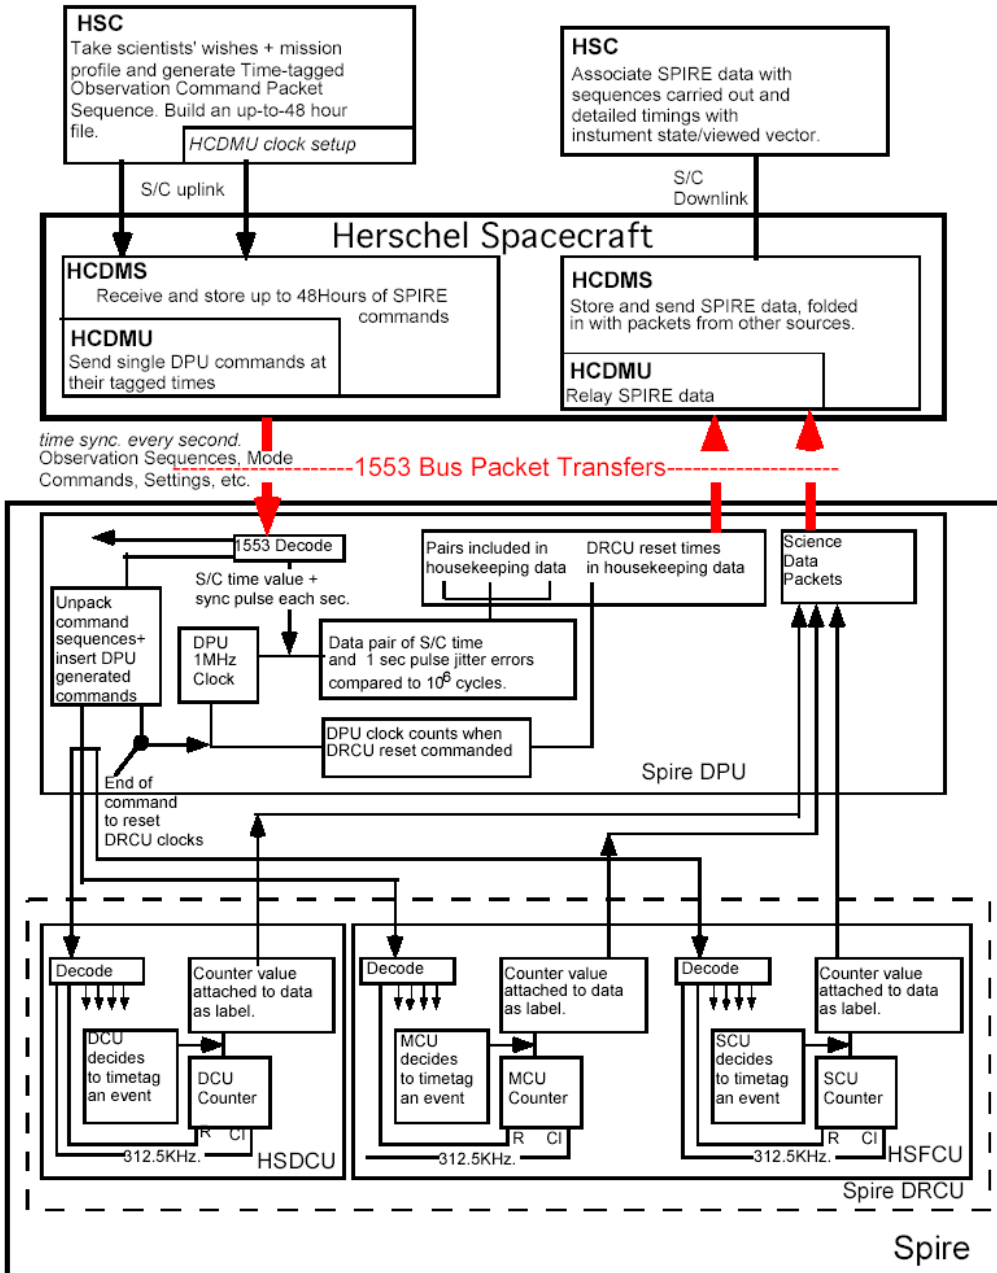 HSC
Take scientists' wishes + mission
profile and generate Time-tagged
Observation Command Packet
Sequence. Build an up-to-48 hour
file.
HCDMU clock setup
HSC
Associate SPIRE data with
sequences carried out and
detailed timings with
instument state/viewed vector.
S/C uplink
S/C
Downlink
Herschel Spacecraft
HCDMS
Receive and store up to 48Hours of SPIRE
commands
HCDMU
Send single DPU commands at
their tagged times
HCDMS
Store and send SPIRE data, folded
in with packets from other sources.
HCDMU
Relay SPIRE data
time sync. every second.
Observation Sequences, Mode
Commands, Settings, etc.
1553 Bus Packet Transfers
1553 Decode
S/C time value +
sync pulse each sec.
Pairs included in
housekeeping data
DRCU reset times
in housekeeping data
Science
Data
Packets
Unpack
command
sequences+
insert DPU
generated
commands
DPU
1MHz
Clock
Data pair of S/C time
and 1 sec pulse jitter errors
compared to 10⁶ cycles.
DPU clock counts when
DRCU reset commanded
Spire DPU
End of
command
to reset
DRCU clocks
Decode
Counter value
attached to data
as label.
DCU
decides
to timetag
an event
DCU
Counter
R Cl
312.5KHz.
HSDCU
Decode
Counter value
attached to data
as label.
MCU
decides
to timetag
an event
MCU
Counter
R Cl
312.5KHz.
Decode
Counter value
attached to data
as label.
SCU
decides
to timetag
an event
SCU
Counter
R Cl
312.5KHz.
HSFCU
Spire DRCU
Spire